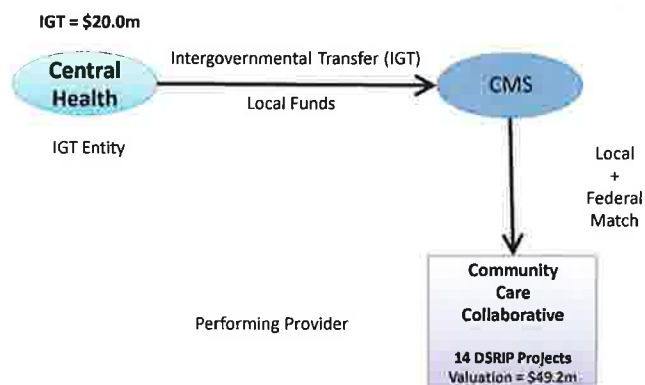 IGT = $20.0m
Central
Health
IGT Entity
Intergovernmental Transfer (IGT)
Local Funds
CMS
Local
+
Federal
Match
Performing Provider
Community
Care
Collaborative
14 DSRIP Projects
Valuation = $49.2m